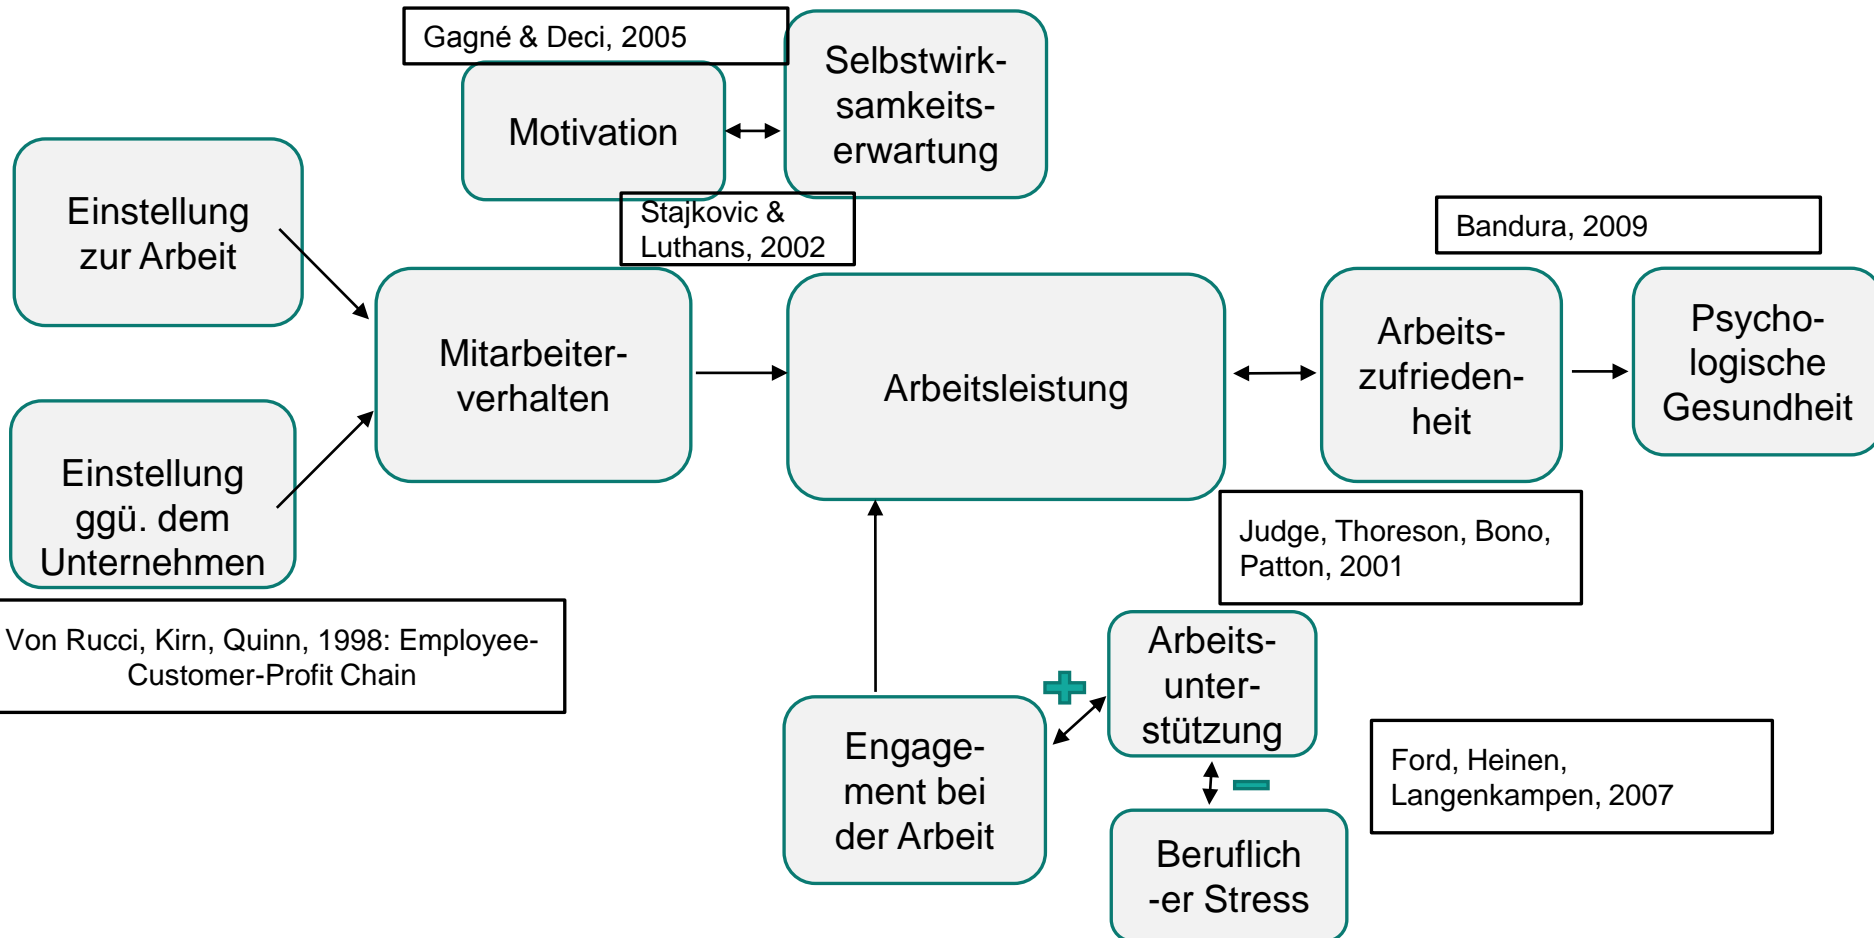 Gagné & Deci, 2005
Selbstwirk-
samkeits-
erwartung
Motivation
Einstellung
zur Arbeit
Stajkovic &
Luthans, 2002
Bandura, 2009
Mitarbeiter-
verhalten
Arbeitsleistung
Arbeits-
zufrieden-
heit
Psycho-
logische
Gesundheit
Einstellung
ggü. dem
Unternehmen
Judge, Thoreson, Bono,
Patton, 2001
Von Rucci, Kirn, Quinn, 1998: Employee-
Customer-Profit Chain
Arbeits-
unter-
stützung
Engage-
ment bei
der Arbeit
Ford, Heinen,
Langenkampen, 2007
Beruflich
-er Stress